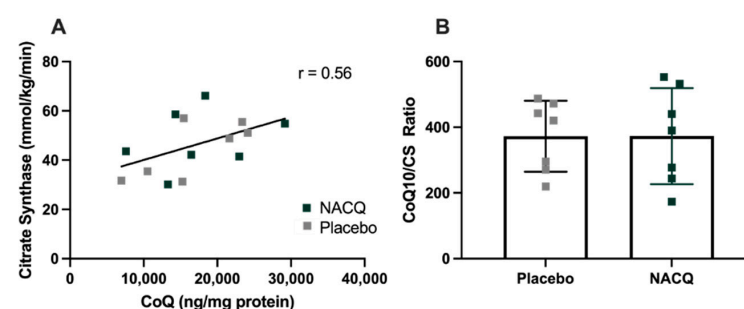 A
Citrate Synthase (mmol/kg/min)
80
60
40
20
0
r = 0.56
NACQ
Placebo
0
10,000
20,000
30,000
40,000
CoQ (ng/mg protein)
B
CoQ10/CS Ratio
600
400
200
0
Placebo
NACQ